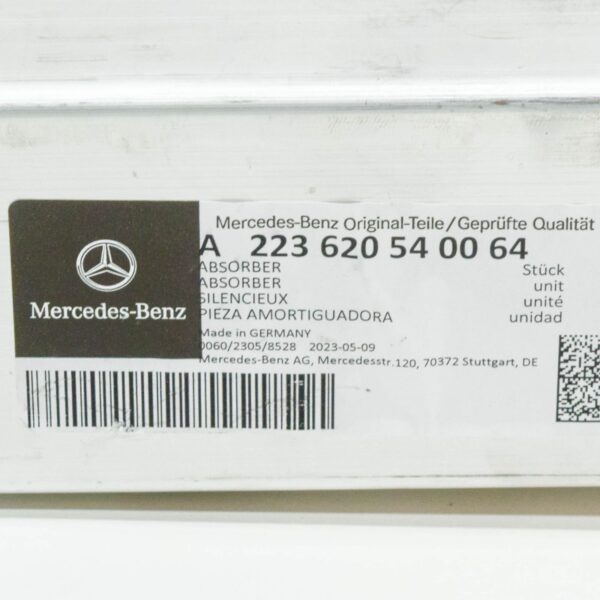 Mercedes-Benz Original-Teile/Geprüfte Qualität
A 223 620 54 00 64
ABSORBER Stück
ABSORBER unit
SILENCIEUX unité
PIEZA AMORTIGUADORA unidad
Made in GERMANY
0060/2305/8528 2023-05-09
Mercedes-Benz AG, Mercedesstr.120, 70372 Stuttgart, DE
Mercedes-Benz